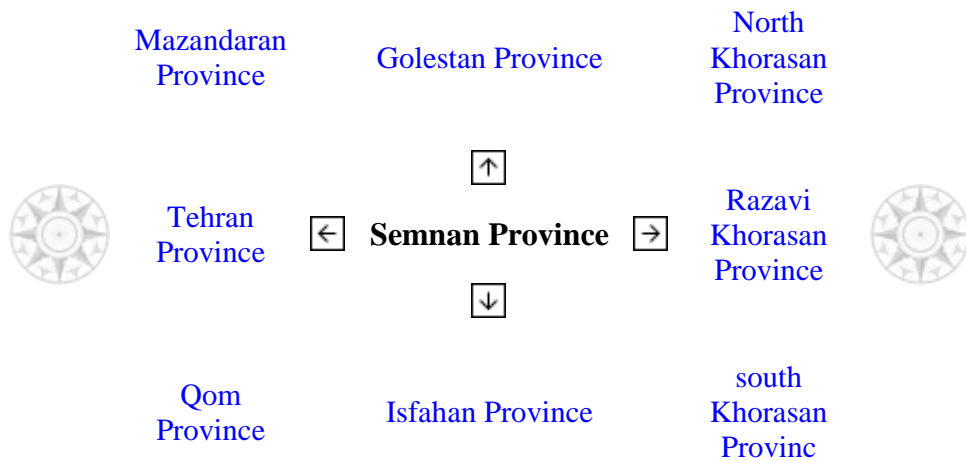 Mazandaran
Province
Golestan Province
North
Khorasan
Province
Tehran
Province
Semnan Province
Razavi
Khorasan
Province
Qom
Province
Isfahan Province
south
Khorasan
Provinc